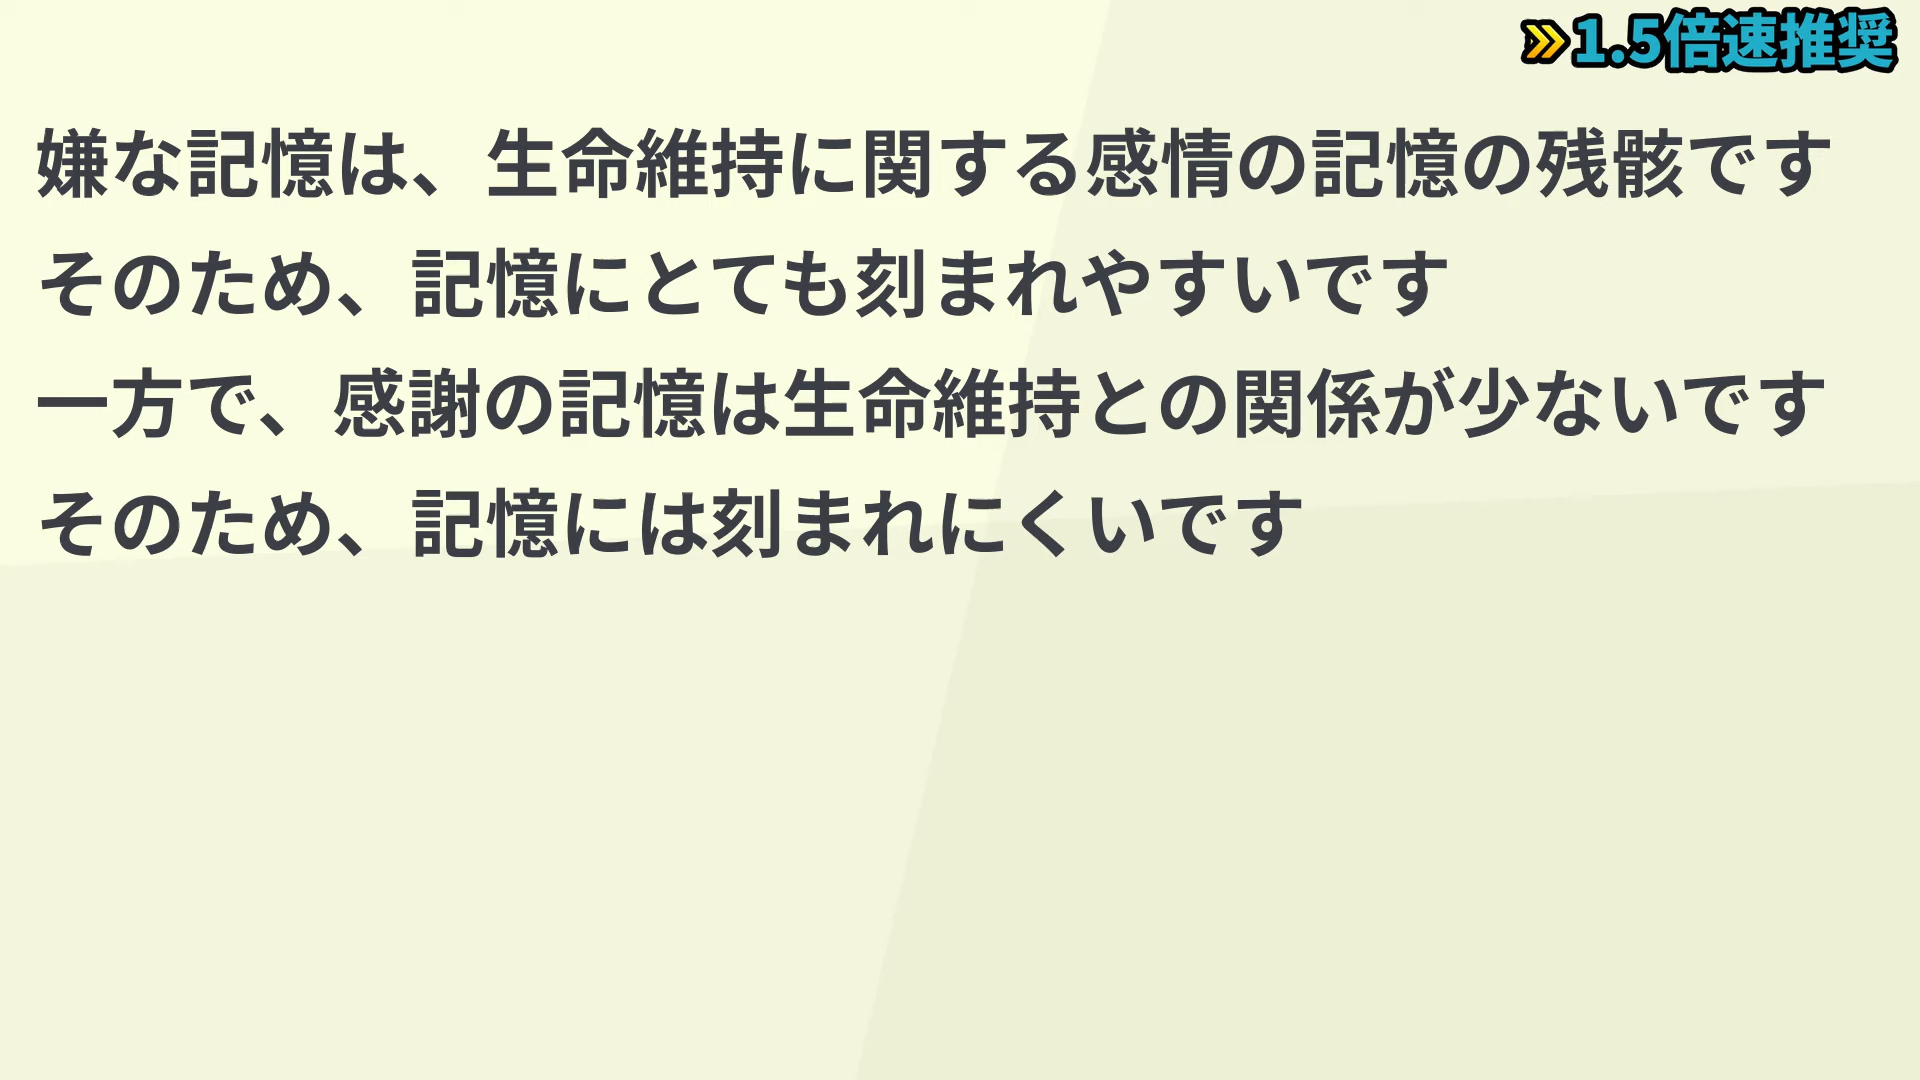 1.5倍速推奨
嫌な記憶は、生命維持に関する感情の記憶の残骸です
そのため、記憶にとても刻まれやすいです
一方で、感謝の記憶は生命維持との関係が少ないです
そのため、記憶には刻まれにくいです